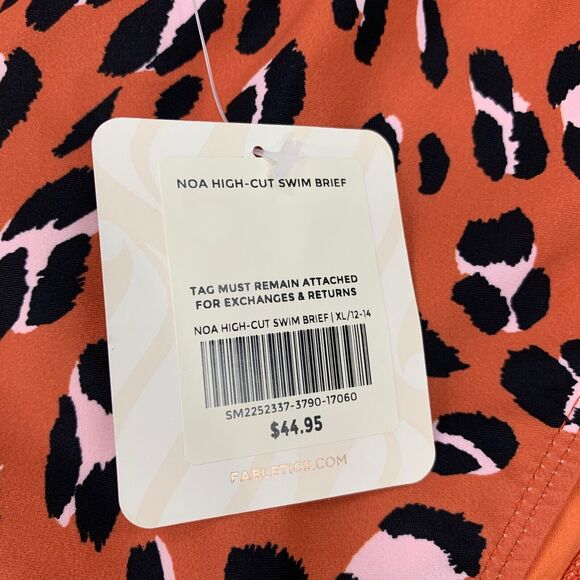 NOA HIGH-CUT SWIM BRIEF
TAG MUST REMAIN ATTACHED
FOR EXCHANGES & RETURNS
NOA HIGH-CUT SWIM BRIEF | XL/12-14
SM2252337-3790-17060
$44.95
FABLETICS.COM